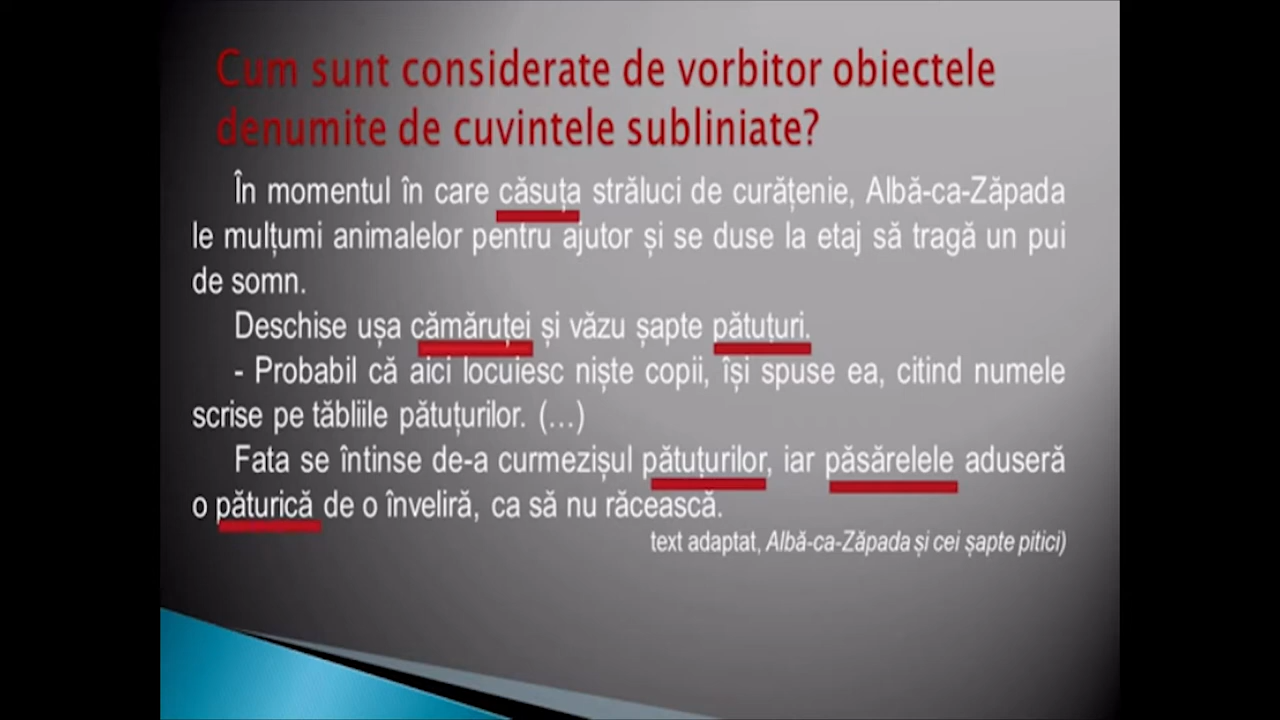 Cum sunt considerate de vorbitor obiectele
denumite de cuvintele subliniate?
În momentul în care căsuța străluci de curățenie, Albă-ca-Zăpada
le mulțumi animalelor pentru ajutor și se duse la etaj să tragă un pui
de somn.
Deschise ușa cămăruței și văzu șapte pătuțuri.
- Probabil că aici locuiesc niște copii, își spuse ea, citind numele
scrise pe tăbliile pătuțurilor. (…)
Fata se întinse de-a curmezișul pătuțurilor, iar păsărelele aduseră
o păturică de o înveliră, ca să nu răcească.
text adaptat, Albă-ca-Zăpada și cei șapte pitici)